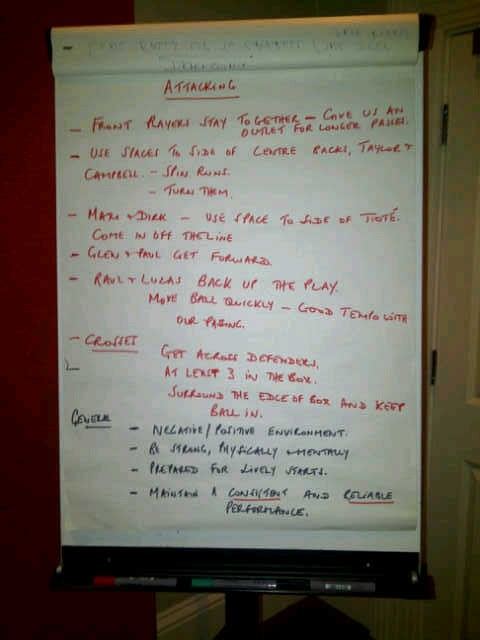 ATTACKING
- FRONT PLAYERS STAY TOGETHER - GIVE US AN
OUTLET FOR LONGER PASSES.
- USE SPACES TO SIDE OF CENTRE BACKS, TAYLOR +
CAMPBELL. - SPIN RUNS.
- TURN THEM.
- MAXI + DIRK - USE SPACE TO SIDE OF TIOTÉ.
COME IN OFF THE LINE
- GLEN + PAUL GET FORWARD.
- RAUL + LUCAS BACK UP THE PLAY.
MOVE BALL QUICKLY - GOOD TEMPO WITH
OUR PASSING.
- CROSSES
GET ACROSS DEFENDERS,
AT LEAST 3 IN THE BOX.
SURROUND THE EDGE OF BOX AND KEEP
BALL IN.
GENERAL
- NEGATIVE/POSITIVE ENVIRONMENT.
- BE STRONG, PHYSICALLY + MENTALLY
- PREPARED FOR LIVELY STARTS.
- MAINTAIN A CONSISTENT AND RELIABLE
PERFORMANCE.